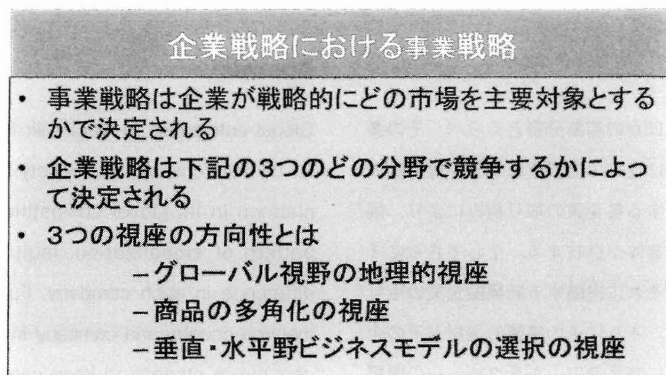 企業戦略における事業戦略
・ 事業戦略は企業が戦略的にどの市場を主要対象とする
かで決定される
企業戦略は下記の3つのどの分野で競争するかによっ
て決定される
・ 3つの視座の方向性とは
–グローバル視野の地理的視座
–商品の多角化の視座
–垂直・水平野ビジネスモデルの選択の視座